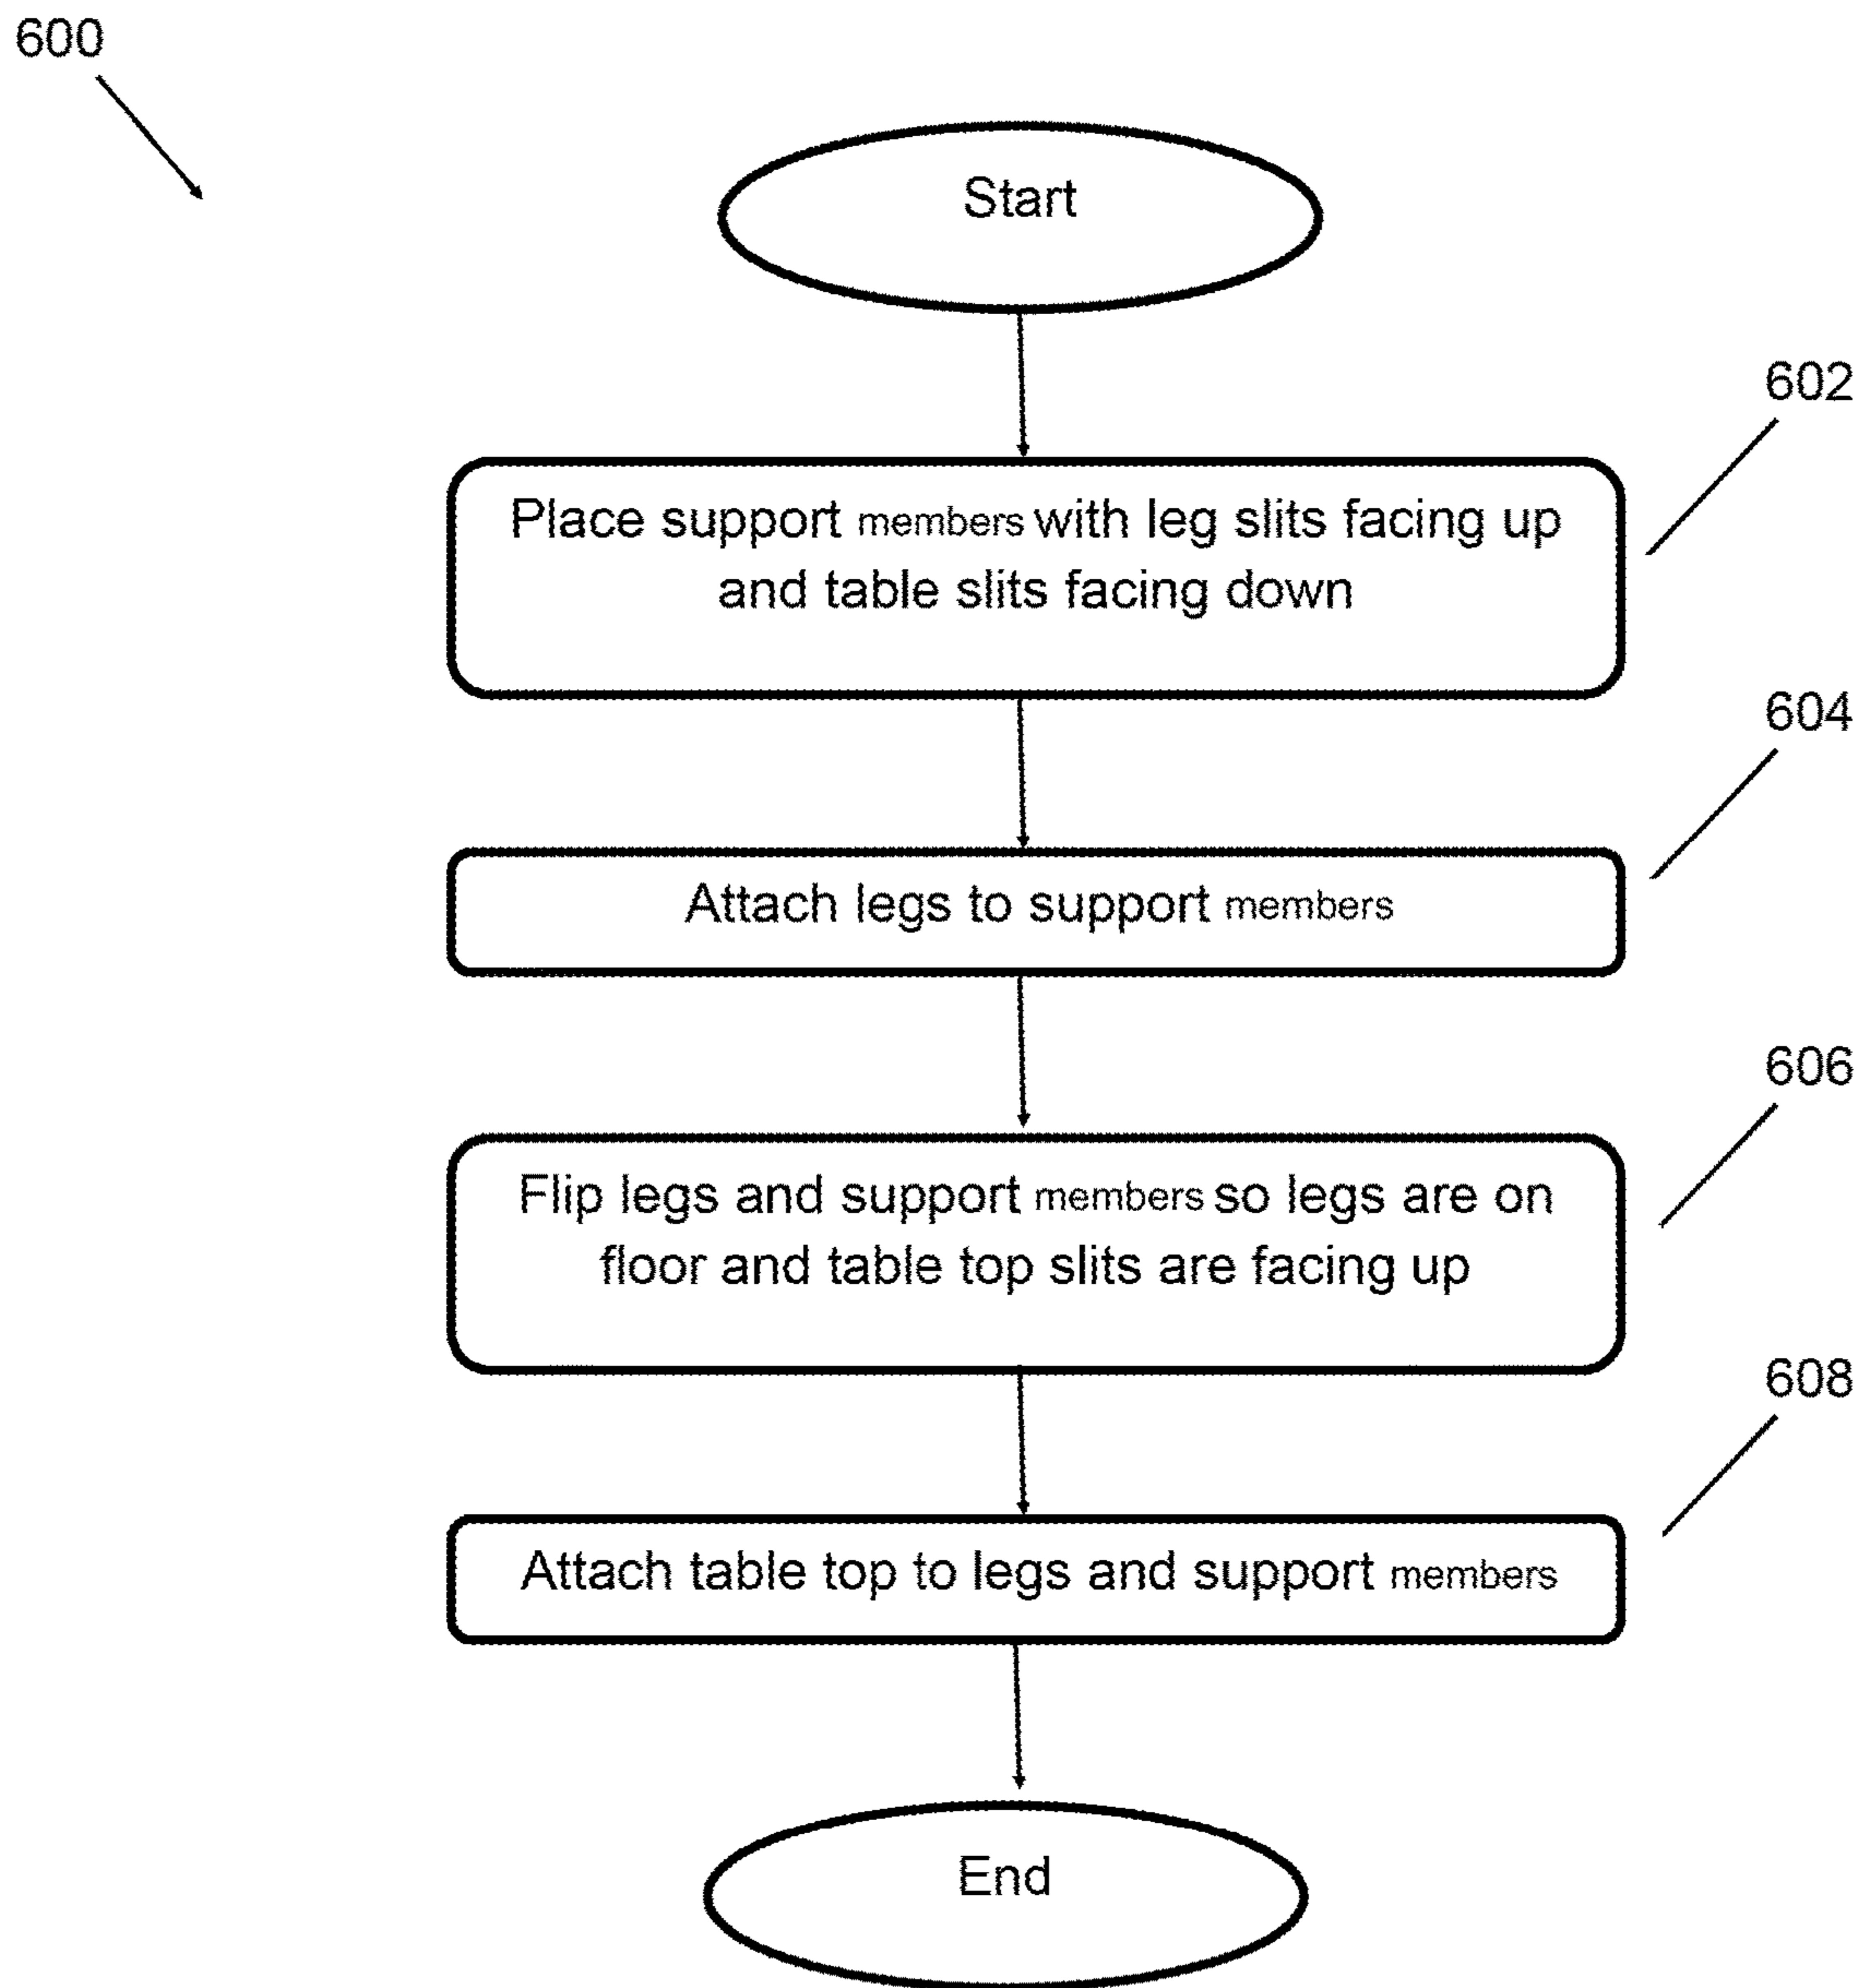 600
Start
602
Place support members with leg slits facing up
and table slits facing down
604
Attach legs to support members
606
Flip legs and support members so legs are on
floor and table top slits are facing up
608
Attach table top to legs and support members
End